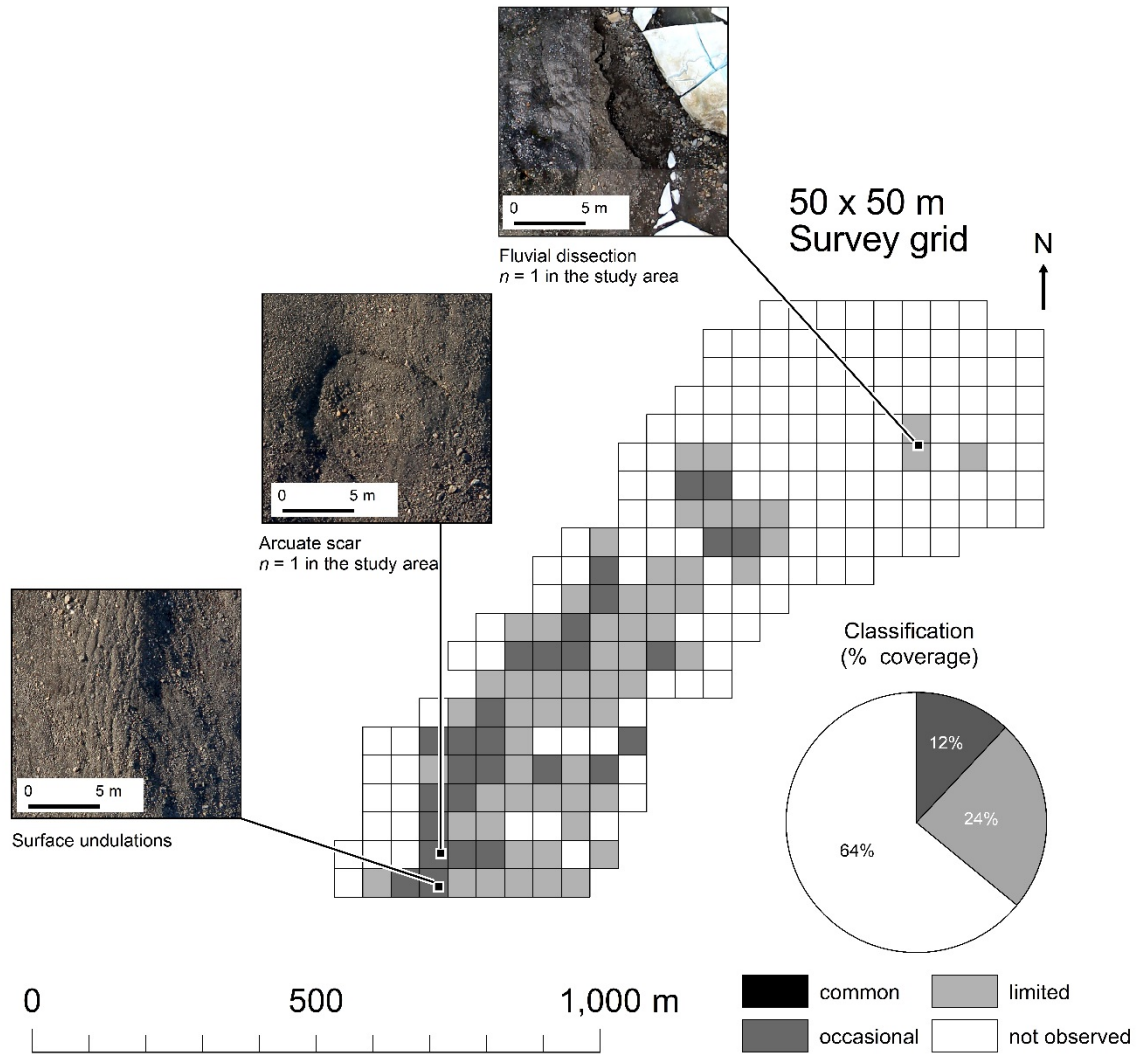 0 5 m
Fluvial dissection
n = 1 in the study area
50 x 50 m
Survey grid
N
0 5 m
Arcuate scar
n = 1 in the study area
0 5 m
Surface undulations
Classification
(% coverage)
12%
24%
64%
0 500 1,000 m
common
limited
occasional
not observed